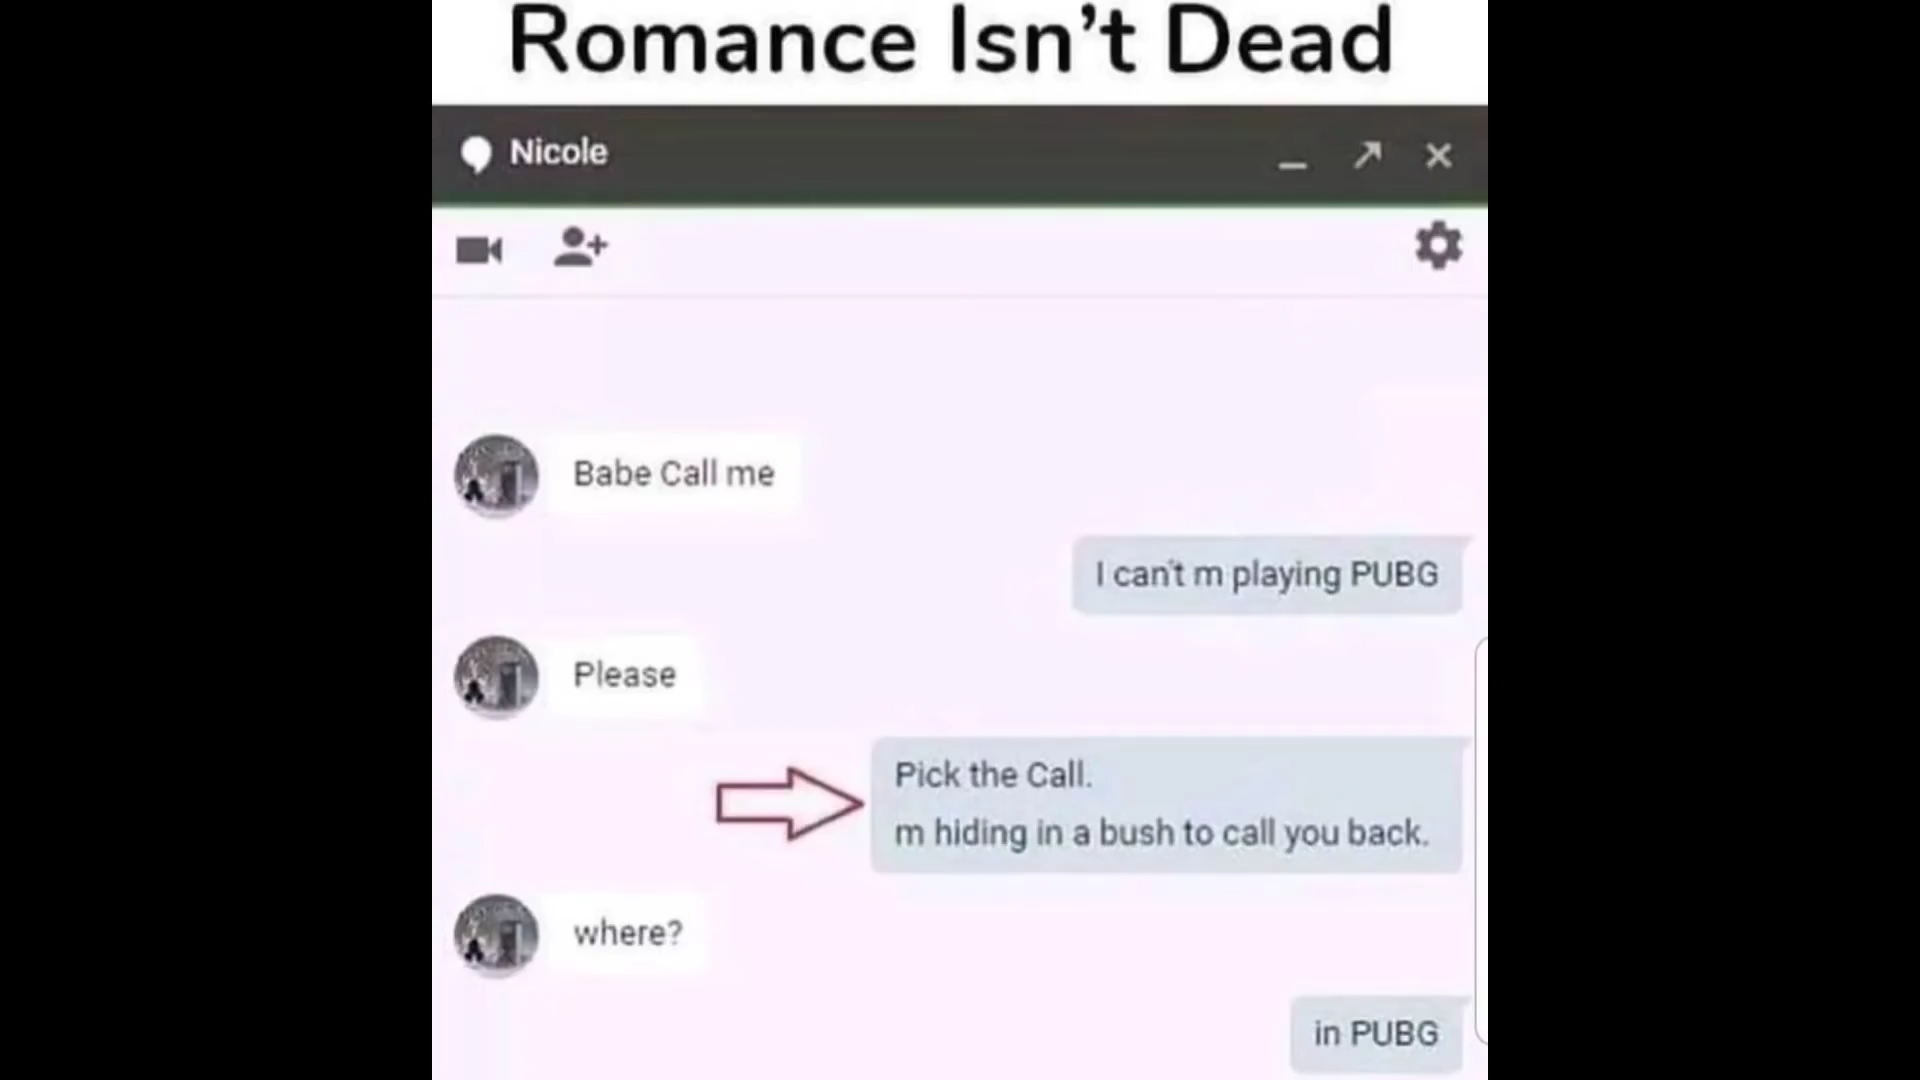 Romance Isn’t Dead
Nicole
Babe Call me
I can't m playing PUBG
Please
Pick the Call.
m hiding in a bush to call you back.
where?
in PUBG